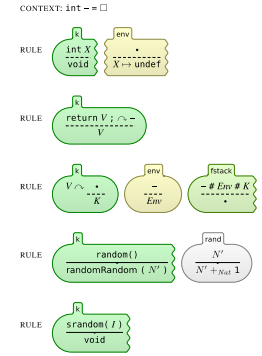 CONTEXT: int – = □
k env
RULE int X •
void X ↦ undef
k
RULE return V ; ↷ –
V
k env fstack
RULE V ↷ • – – # Env # K
K Env •
k rand
RULE random() N′
randomRandom ( N′ ) N′ +Nat 1
k
RULE srandom( I )
void